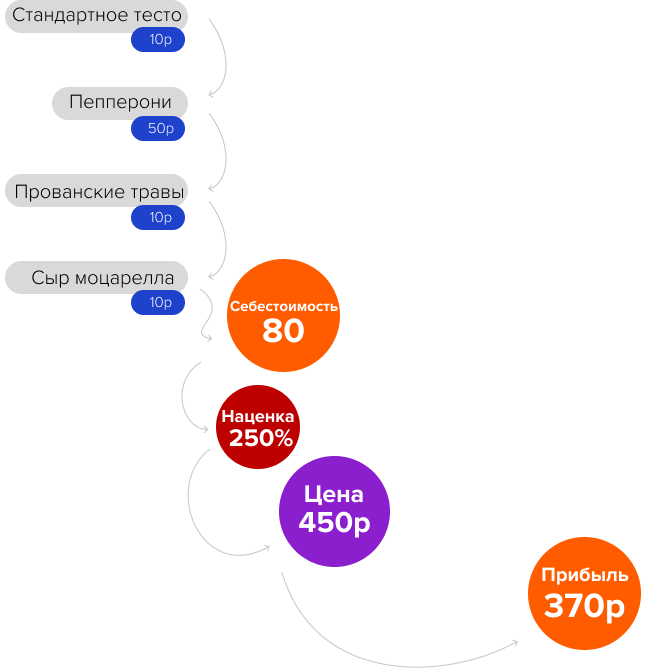 Стандартное тесто
10р
Пепперони
50р
Прованские травы
10р
Сыр моцарелла
10р
Себестоимость
80
Наценка
250%
Цена
450р
Прибыль
370р